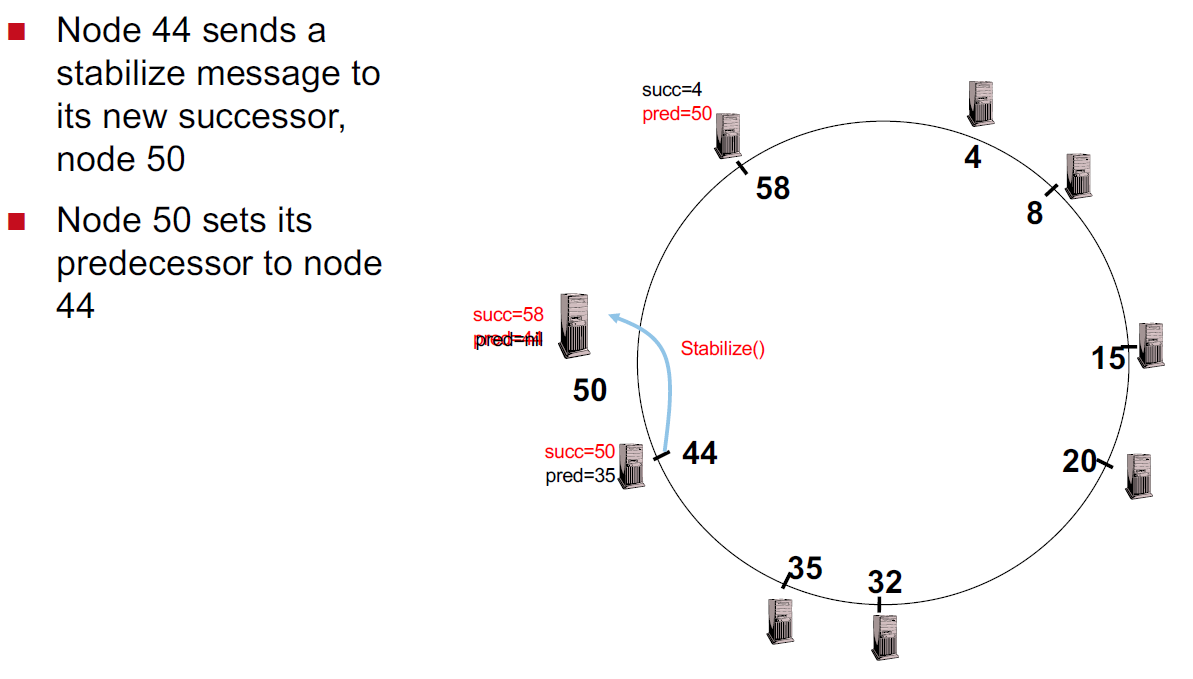 Node 44 sends a
stabilize message to
its new successor,
node 50
Node 50 sets its
predecessor to node
44
succ=4
pred=50
58
4
8
15
20
32
35
succ=50
pred=35
44
succ=58
pred=nil
pred=44
50
Stabilize()